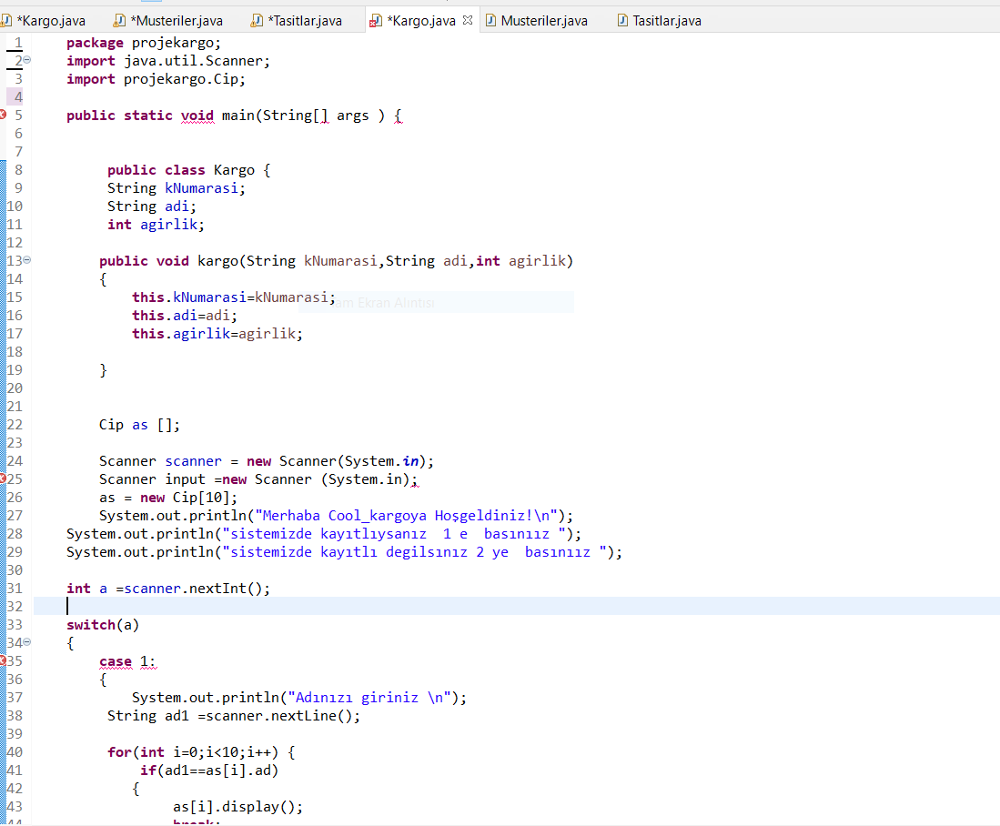 *Kargo.java *Musteriler.java *Tasitlar.java *Kargo.java Musteriler.java Tasitlar.java
1 package projekargo;
2 import java.util.Scanner;
3 import projekargo.Cip;
4
5 public static void main(String[] args ) {
6
7
8 public class Kargo {
9 String kNumarasi;
10 String adi;
11 int agirlik;
12
13 public void kargo(String kNumarasi,String adi,int agirlik)
14 {
15 this.kNumarasi=kNumarasi;
Ekran Alıntısı
16 this.adi=adi;
17 this.agirlik=agirlik;
18
19 }
20
21
22 Cip as [];
23
24 Scanner scanner = new Scanner(System.in);
25 Scanner input =new Scanner (System.in);
26 as = new Cip[10];
27 System.out.println("Merhaba Cool_kargoya Hoşgeldiniz!\n");
28 System.out.println("sistemizde kayıtlıysanız 1 e basınıız ");
29 System.out.println("sistemizde kayıtlı degilsınız 2 ye basınıız ");
30
31 int a =scanner.nextInt();
32
33 switch(a)
34 {
35 case 1:
36 {
37 System.out.println("Adınızı giriniz \n");
38 String ad1 =scanner.nextLine();
39
40 for(int i=0;i<10;i++) {
41 if(ad1==as[i].ad)
42 {
43 as[i].display();
44 break;